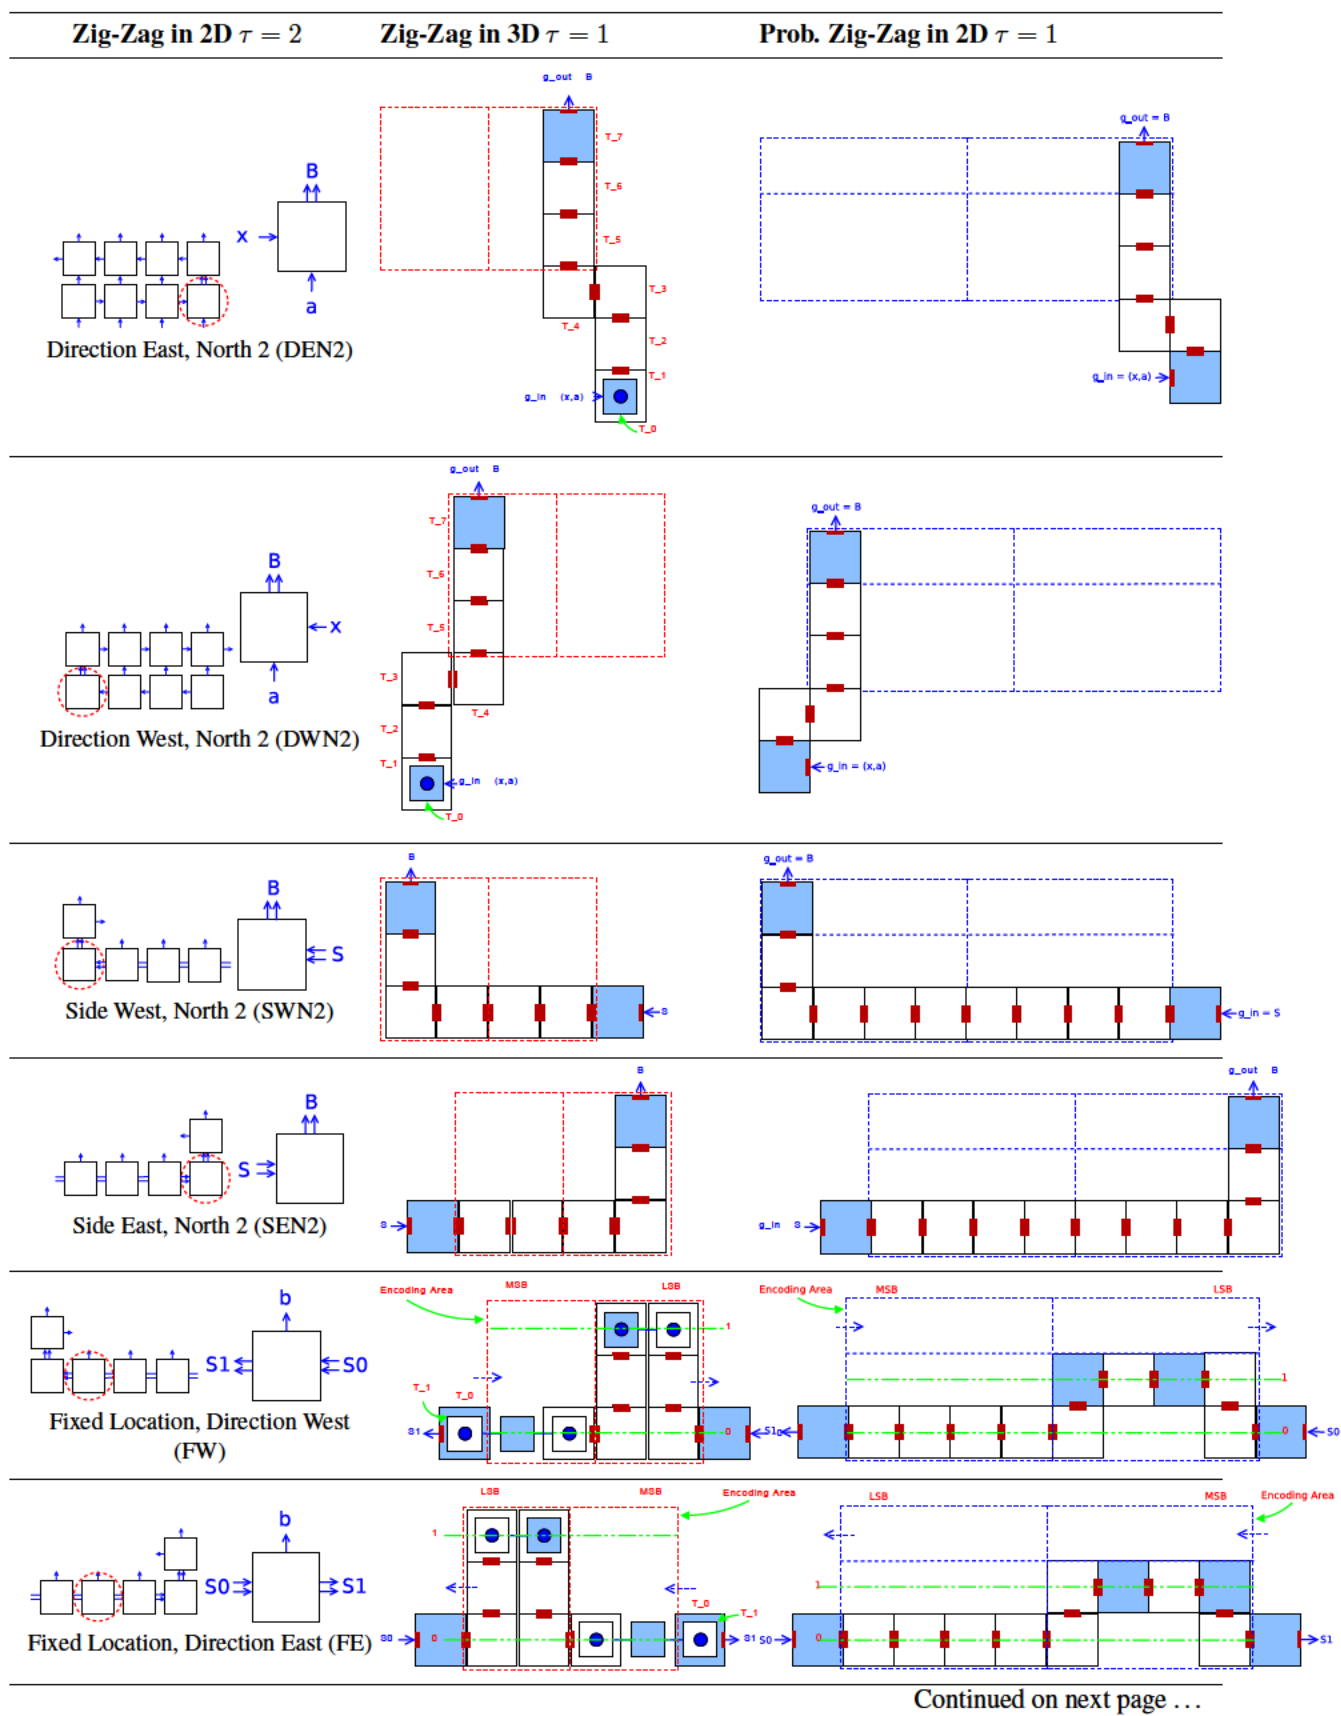 Zig-Zag in 2D τ = 2 Zig-Zag in 3D τ = 1 Prob. Zig-Zag in 2D τ = 1
g_out B
T_7
T_6
T_5
T_3
T_4
T_2
T_1
g_in (x,a)
T_0
g_out = B
g_in = (x,a)
B
x
a
Direction East, North 2 (DEN2)
g_out B
T_7
T_6
T_5
T_3
T_4
T_2
T_1
g_in (x,a)
T_0
g_out = B
g_in = (x,a)
B
x
a
Direction West, North 2 (DWN2)
B
S
Side West, North 2 (SWN2)
B
S
g_out = B
g_in = S
B
S
Side East, North 2 (SEN2)
B
S
g_out B
g_in S
b
S1 S0
Fixed Location, Direction West
(FW)
Encoding Area
MSB LSB
1
T_1
T_0
S1
0
Encoding Area
MSB LSB
1
S1
0
S0
b
S0 S1
Fixed Location, Direction East (FE)
LSB MSB
Encoding Area
1
T_0
T_1
S0
0
S1
LSB MSB
Encoding Area
1
S0
0
S1
Continued on next page …